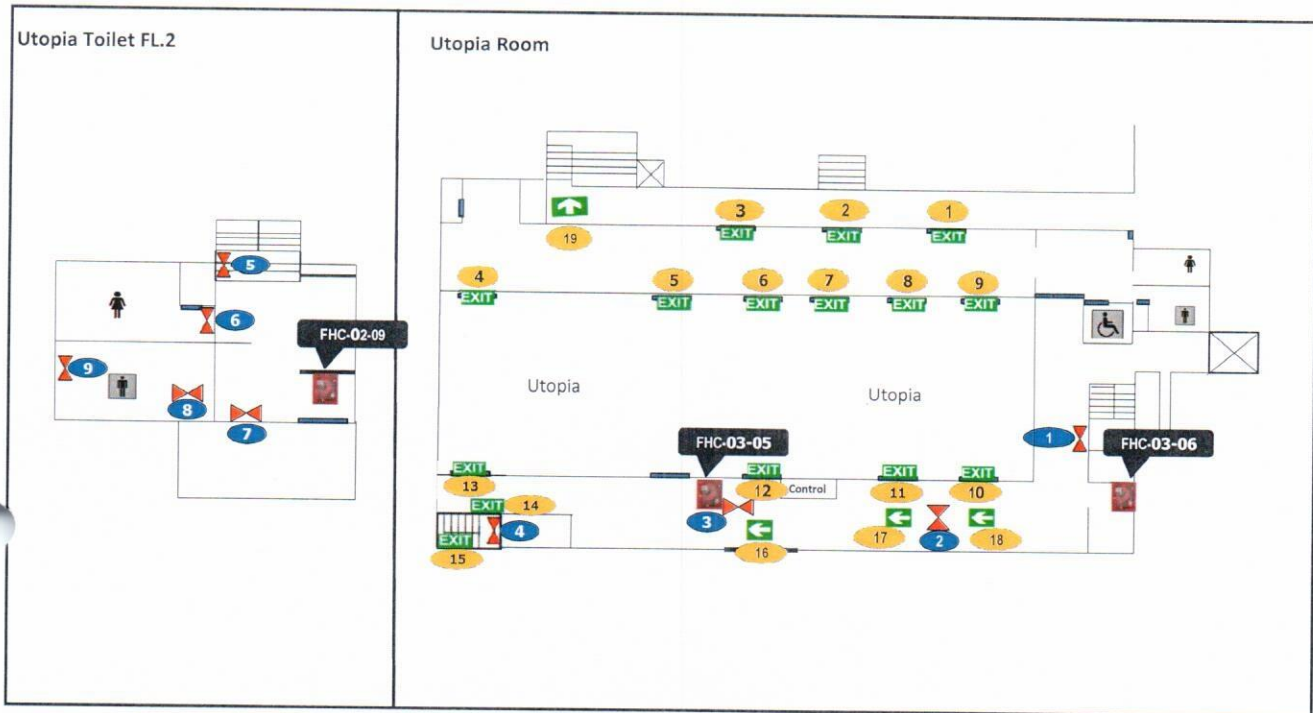 Utopia Toilet FL.2
5
6
FHC-02-09
9
8
7
Utopia Room
3
2
1
EXIT
EXIT
EXIT
19
4
5
6
7
8
9
EXIT
EXIT
EXIT
EXIT
EXIT
EXIT
Utopia
Utopia
1
FHC-03-05
FHC-03-06
EXIT
EXIT
EXIT
EXIT
13
12
Control
11
10
EXIT
14
3
4
17
2
18
EXIT
15
16